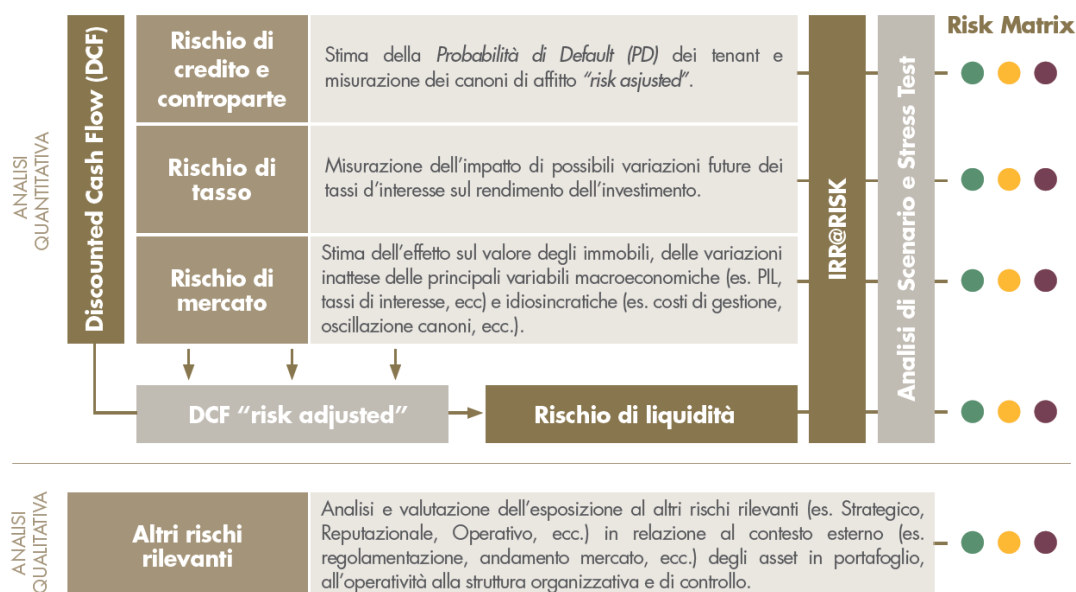 Risk Matrix
ANALISI
QUANTITATIVA
Discounted Cash Flow (DCF)
Rischio di
credito e
controparte
Stima della Probabilità di Default (PD) dei tenant e
misurazione dei canoni di affitto “risk asjusted”.
Rischio di
tasso
Misurazione dell’impatto di possibili variazioni future dei
tassi d’interesse sul rendimento dell’investimento.
Rischio di
mercato
Stima dell’effetto sul valore degli immobili, delle variazioni
inattese delle principali variabili macroeconomiche (es. PIL,
tassi di interesse, ecc) e idiosincratiche (es. costi di gestione,
oscillazione canoni, ecc.).
IRR@RISK
Analisi di Scenario e Stress Test
DCF “risk adjusted”
Rischio di liquidità
ANALISI
QUALITATIVA
Altri rischi
rilevanti
Analisi e valutazione dell’esposizione al altri rischi rilevanti (es. Strategico,
Reputazionale, Operativo, ecc.) in relazione al contesto esterno (es.
regolamentazione, andamento mercato, ecc.) degli asset in portafoglio,
all’operatività alla struttura organizzativa e di controllo.